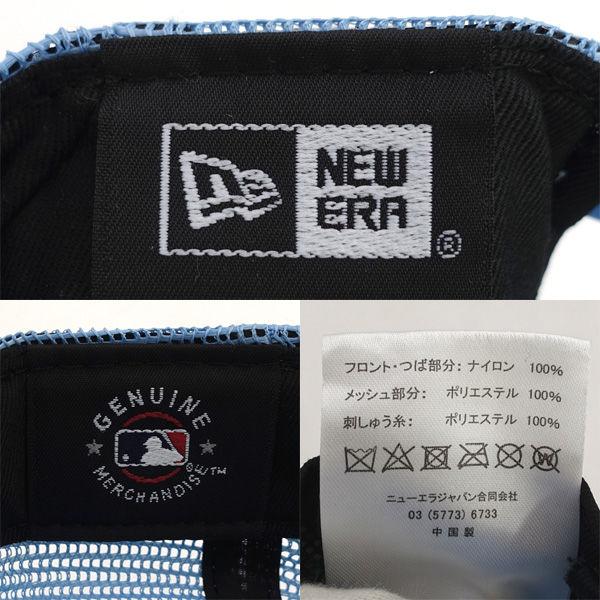 NEW
ERA
®
GENUINE
MERCHANDISE™
フロント・つば部分: ナイロン 100%
メッシュ部分: ポリエステル 100%
刺しゅう糸: ポリエステル 100%
ニューエラジャパン合同会社
03 (5773) 6733
中国製